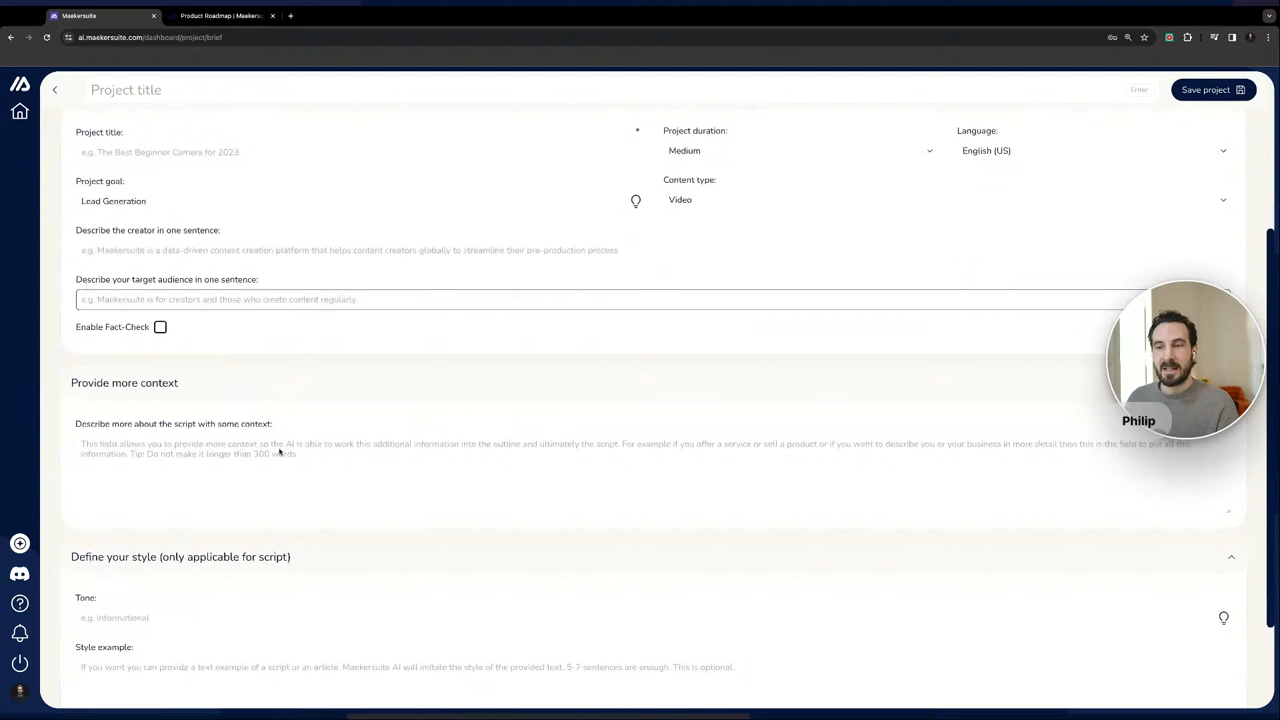 Maekersuite
Product Roadmap | Maekersu
ai.maekersuite.com/dashboard/project/brief
Project title
Enter
Save project
Project title:
*
Project duration:
Language:
e.g. The Best Beginner Camera for 2023
Medium
English (US)
Project goal:
Content type:
Lead Generation
Video
Describe the creator in one sentence:
e.g. Maekersuite is a data-driven content creation platform that helps content creators globally to streamline their pre-production process
Describe your target audience in one sentence:
e.g. Maekersuite is for creators and those who create content regularly
Enable Fact-Check
Provide more context
Philip
Describe more about the script with some context:
This field allows you to provide more context so the AI is able to work this additional information into the outline and ultimately the script. For example if you offer a service or sell a product or if you want to describe you or your business in more detail than this is the field to put all this
information. Tip: Do not make it longer than 300 words
Define your style (only applicable for script)
Tone:
e.g. Informational
Style example:
If you want you can provide a text example of a script or an article. Maekersuite AI will imitate the style of the provided text. 5-7 sentences are enough. This is optional.